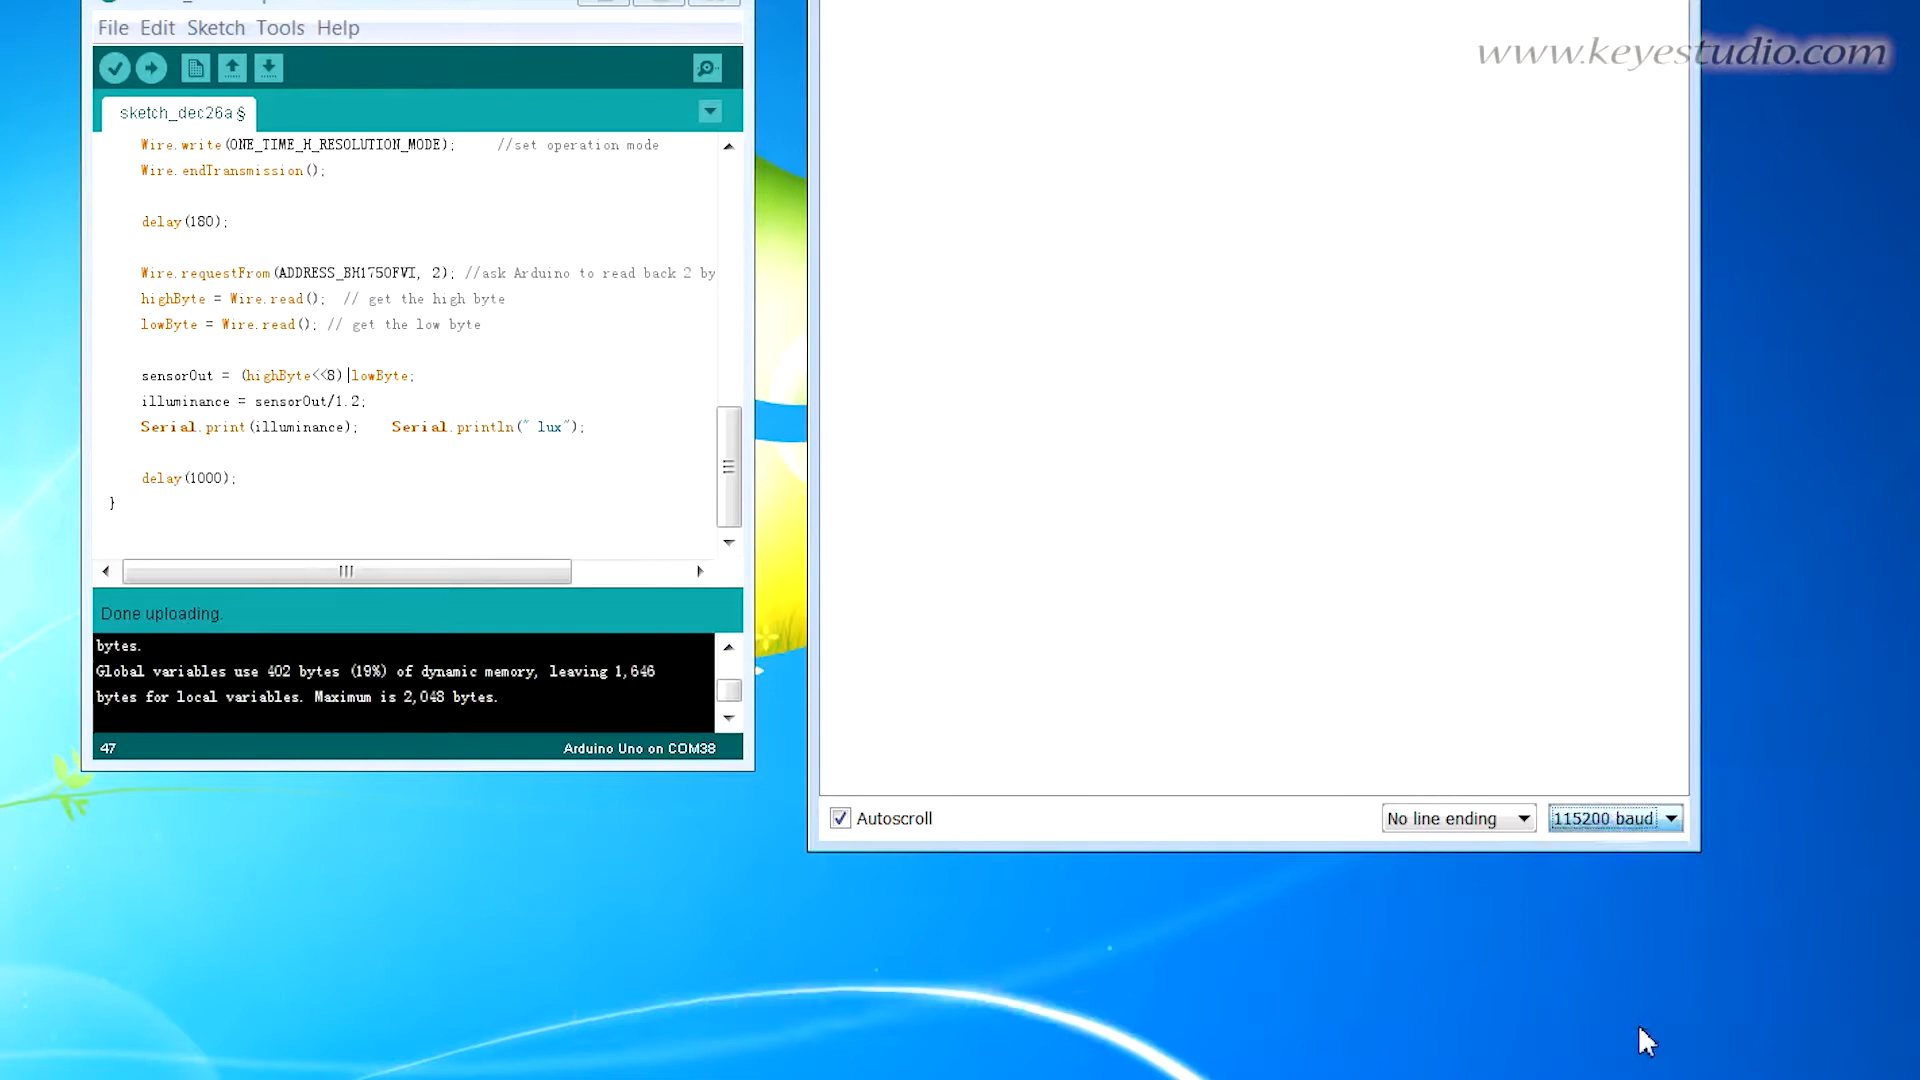 www.keyestudio.com
File Edit Sketch Tools Help
sketch_dec26a §
Wire.write(ONE_TIME_H_RESOLUTION_MODE);     //set operation mode
Wire.endTransmission();
delay(180);
Wire.requestFrom(ADDRESS_BH1750FVI, 2); //ask Arduino to read back 2 by
highByte = Wire.read();  // get the high byte
lowByte = Wire.read(); // get the low byte
sensorOut = (highByte<<8)|lowByte;
illuminance = sensorOut/1.2;
Serial.print(illuminance);    Serial.println(" lux");
delay(1000);
}
Done uploading.
bytes.
Global variables use 402 bytes (19%) of dynamic memory, leaving 1,646
bytes for local variables. Maximum is 2,048 bytes.
47
Arduino Uno on COM38
Autoscroll
No line ending
115200 baud